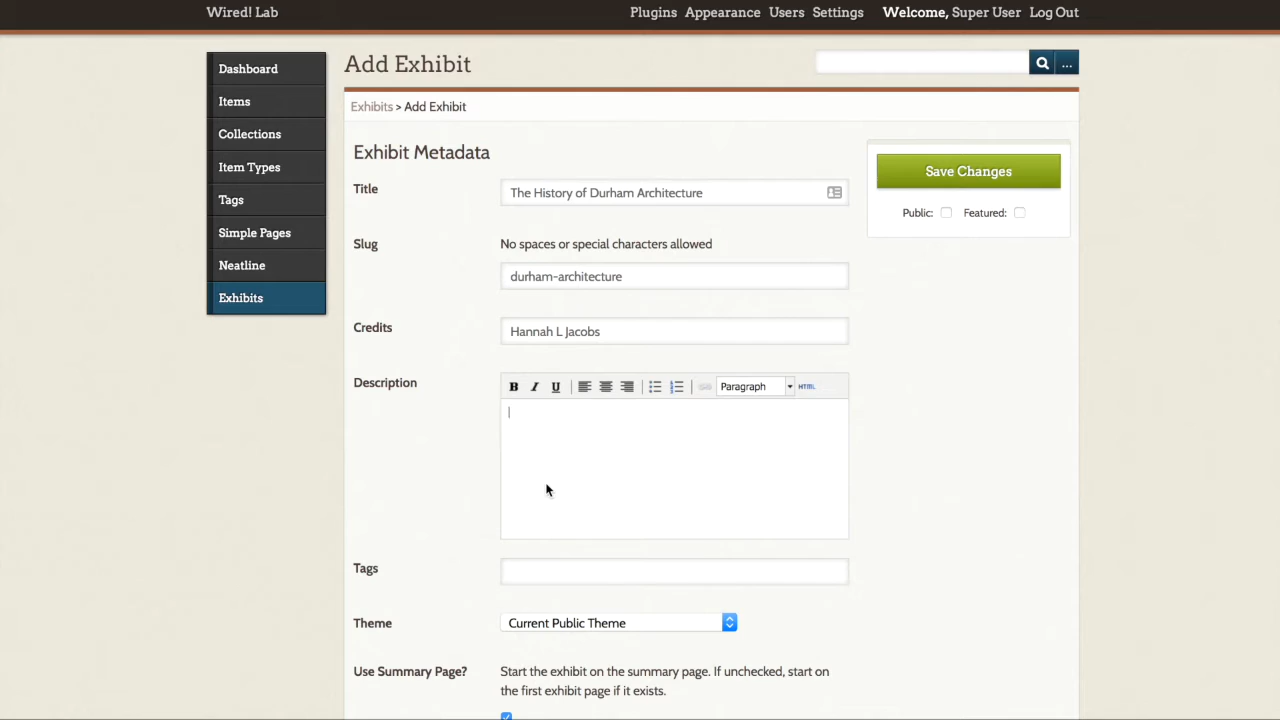 Wired! Lab
Plugins Appearance Users Settings Welcome, Super User Log Out
Dashboard
Items
Collections
Item Types
Tags
Simple Pages
Neatline
Exhibits
Add Exhibit
...
Exhibits > Add Exhibit
Exhibit Metadata
Title
The History of Durham Architecture
Slug
No spaces or special characters allowed
durham-architecture
Credits
Hannah L Jacobs
Description
B I U Paragraph HTML
Tags
Theme
Current Public Theme
Use Summary Page?
Start the exhibit on the summary page. If unchecked, start on
the first exhibit page if it exists.
Save Changes
Public: Featured: